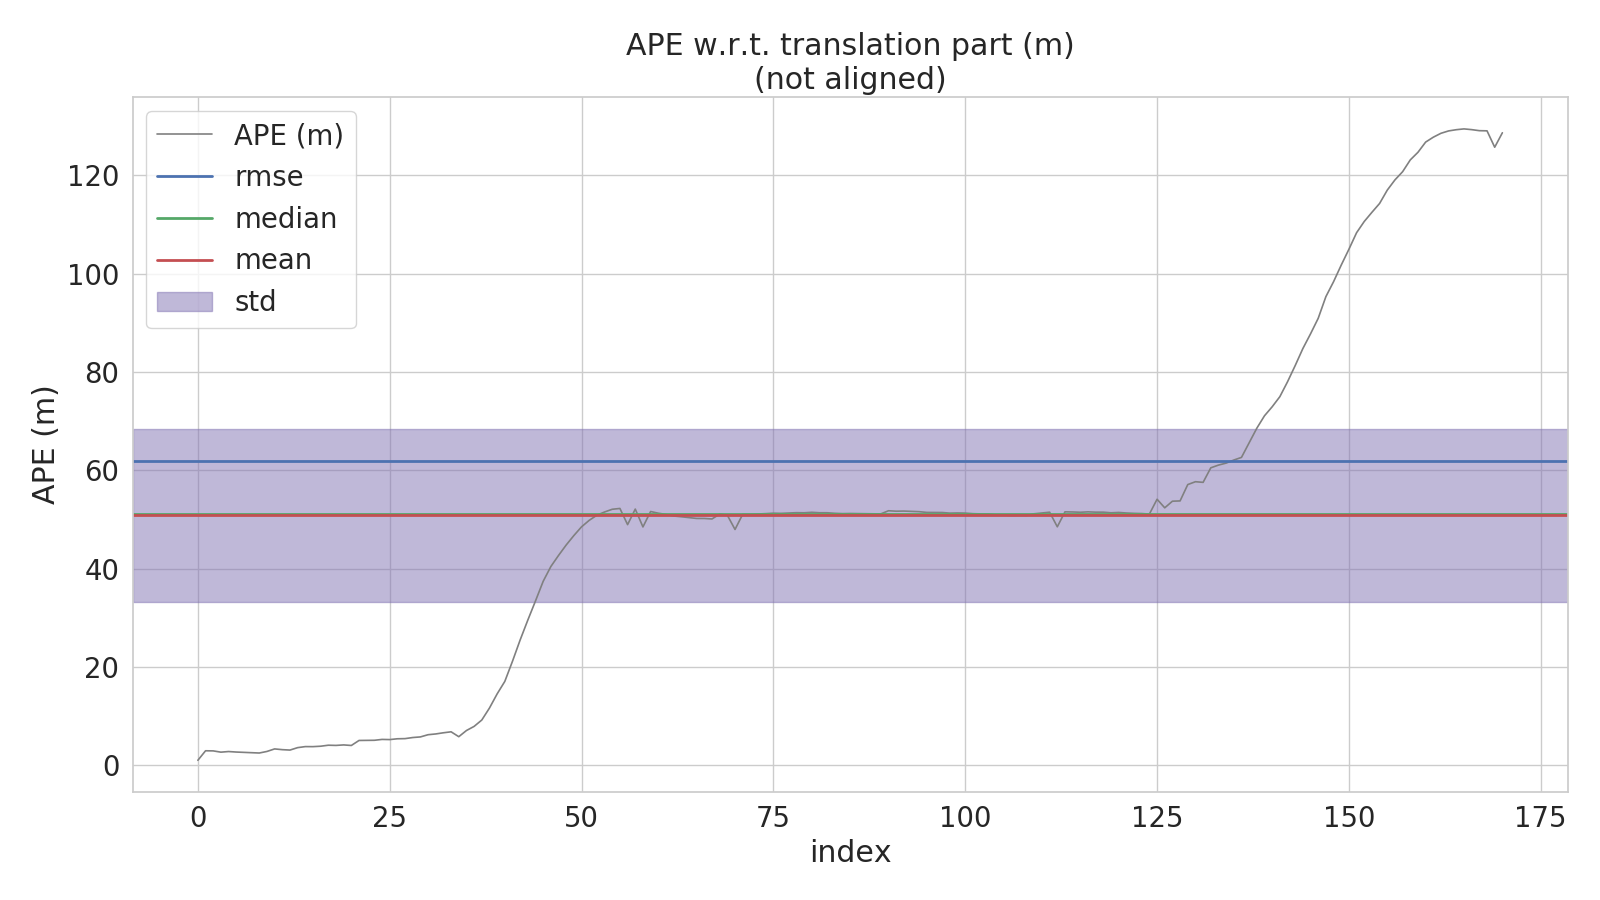 APE w.r.t. translation part (m)
(not aligned)
APE (m)
rmse
median
mean
std
APE (m)
120
100
80
60
40
20
0
0 25 50 75 100 125 150 175
index